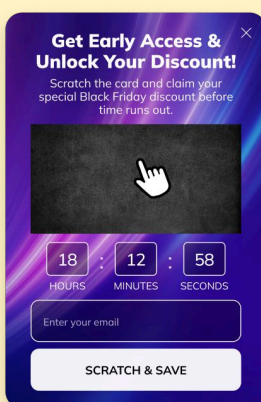 Get Early Access &
Unlock Your Discount!
Scratch the card and claim your
special Black Friday discount before
time runs out.
18 : 12 : 58
HOURS MINUTES SECONDS
Enter your email
SCRATCH & SAVE